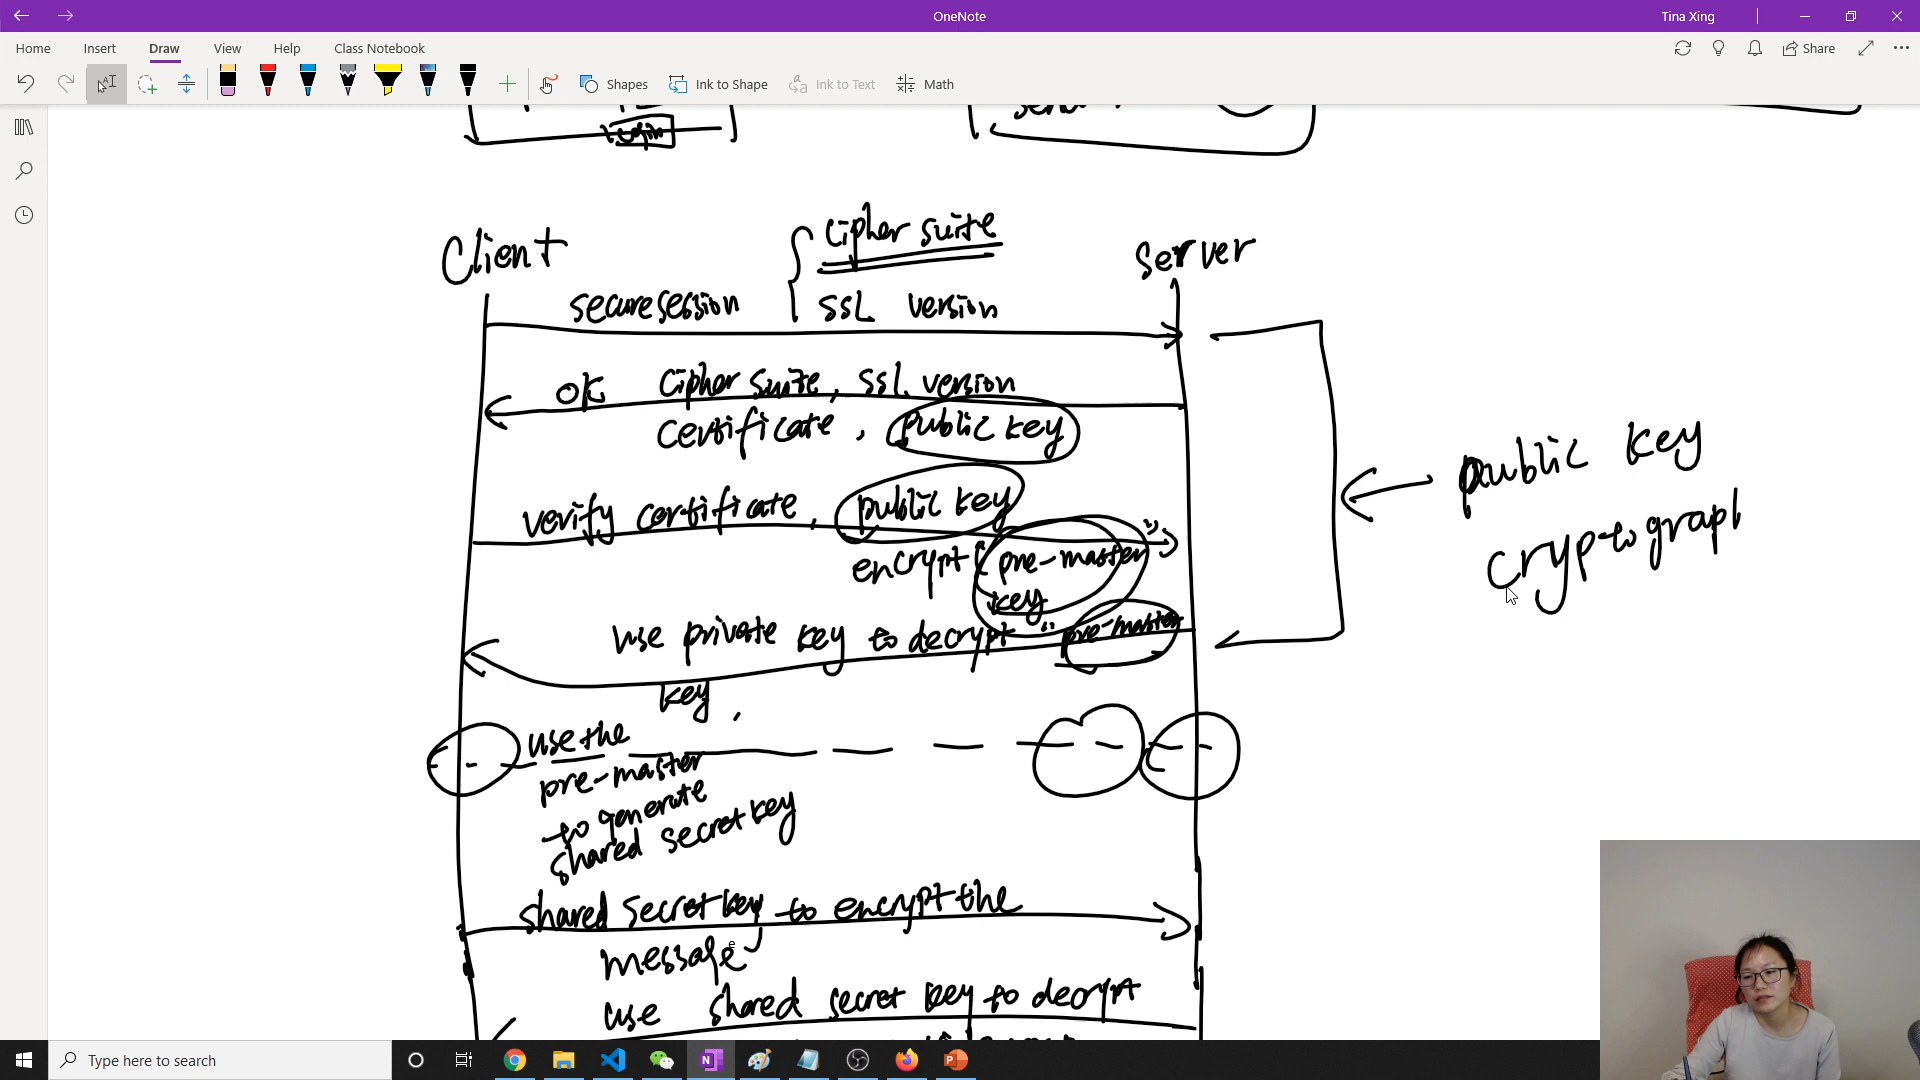 OneNote
Tina Xing
Home
Insert
Draw
View
Help
Class Notebook
Share
Shapes
Ink to Shape
Ink to Text
Math
Login
Client
cipher suite
server
secure session
SSL version
OK cipher suite, SSL version
certificate, public key
verify certificate, public key
encrypt "pre-master"
key
use private key to decrypt "pre-master
key,
use the
pre-master
to generate
shared secret key
public key
cryptograph
shared secret key to encrypt the
message
e
use shared secret key to decrypt
Type here to search